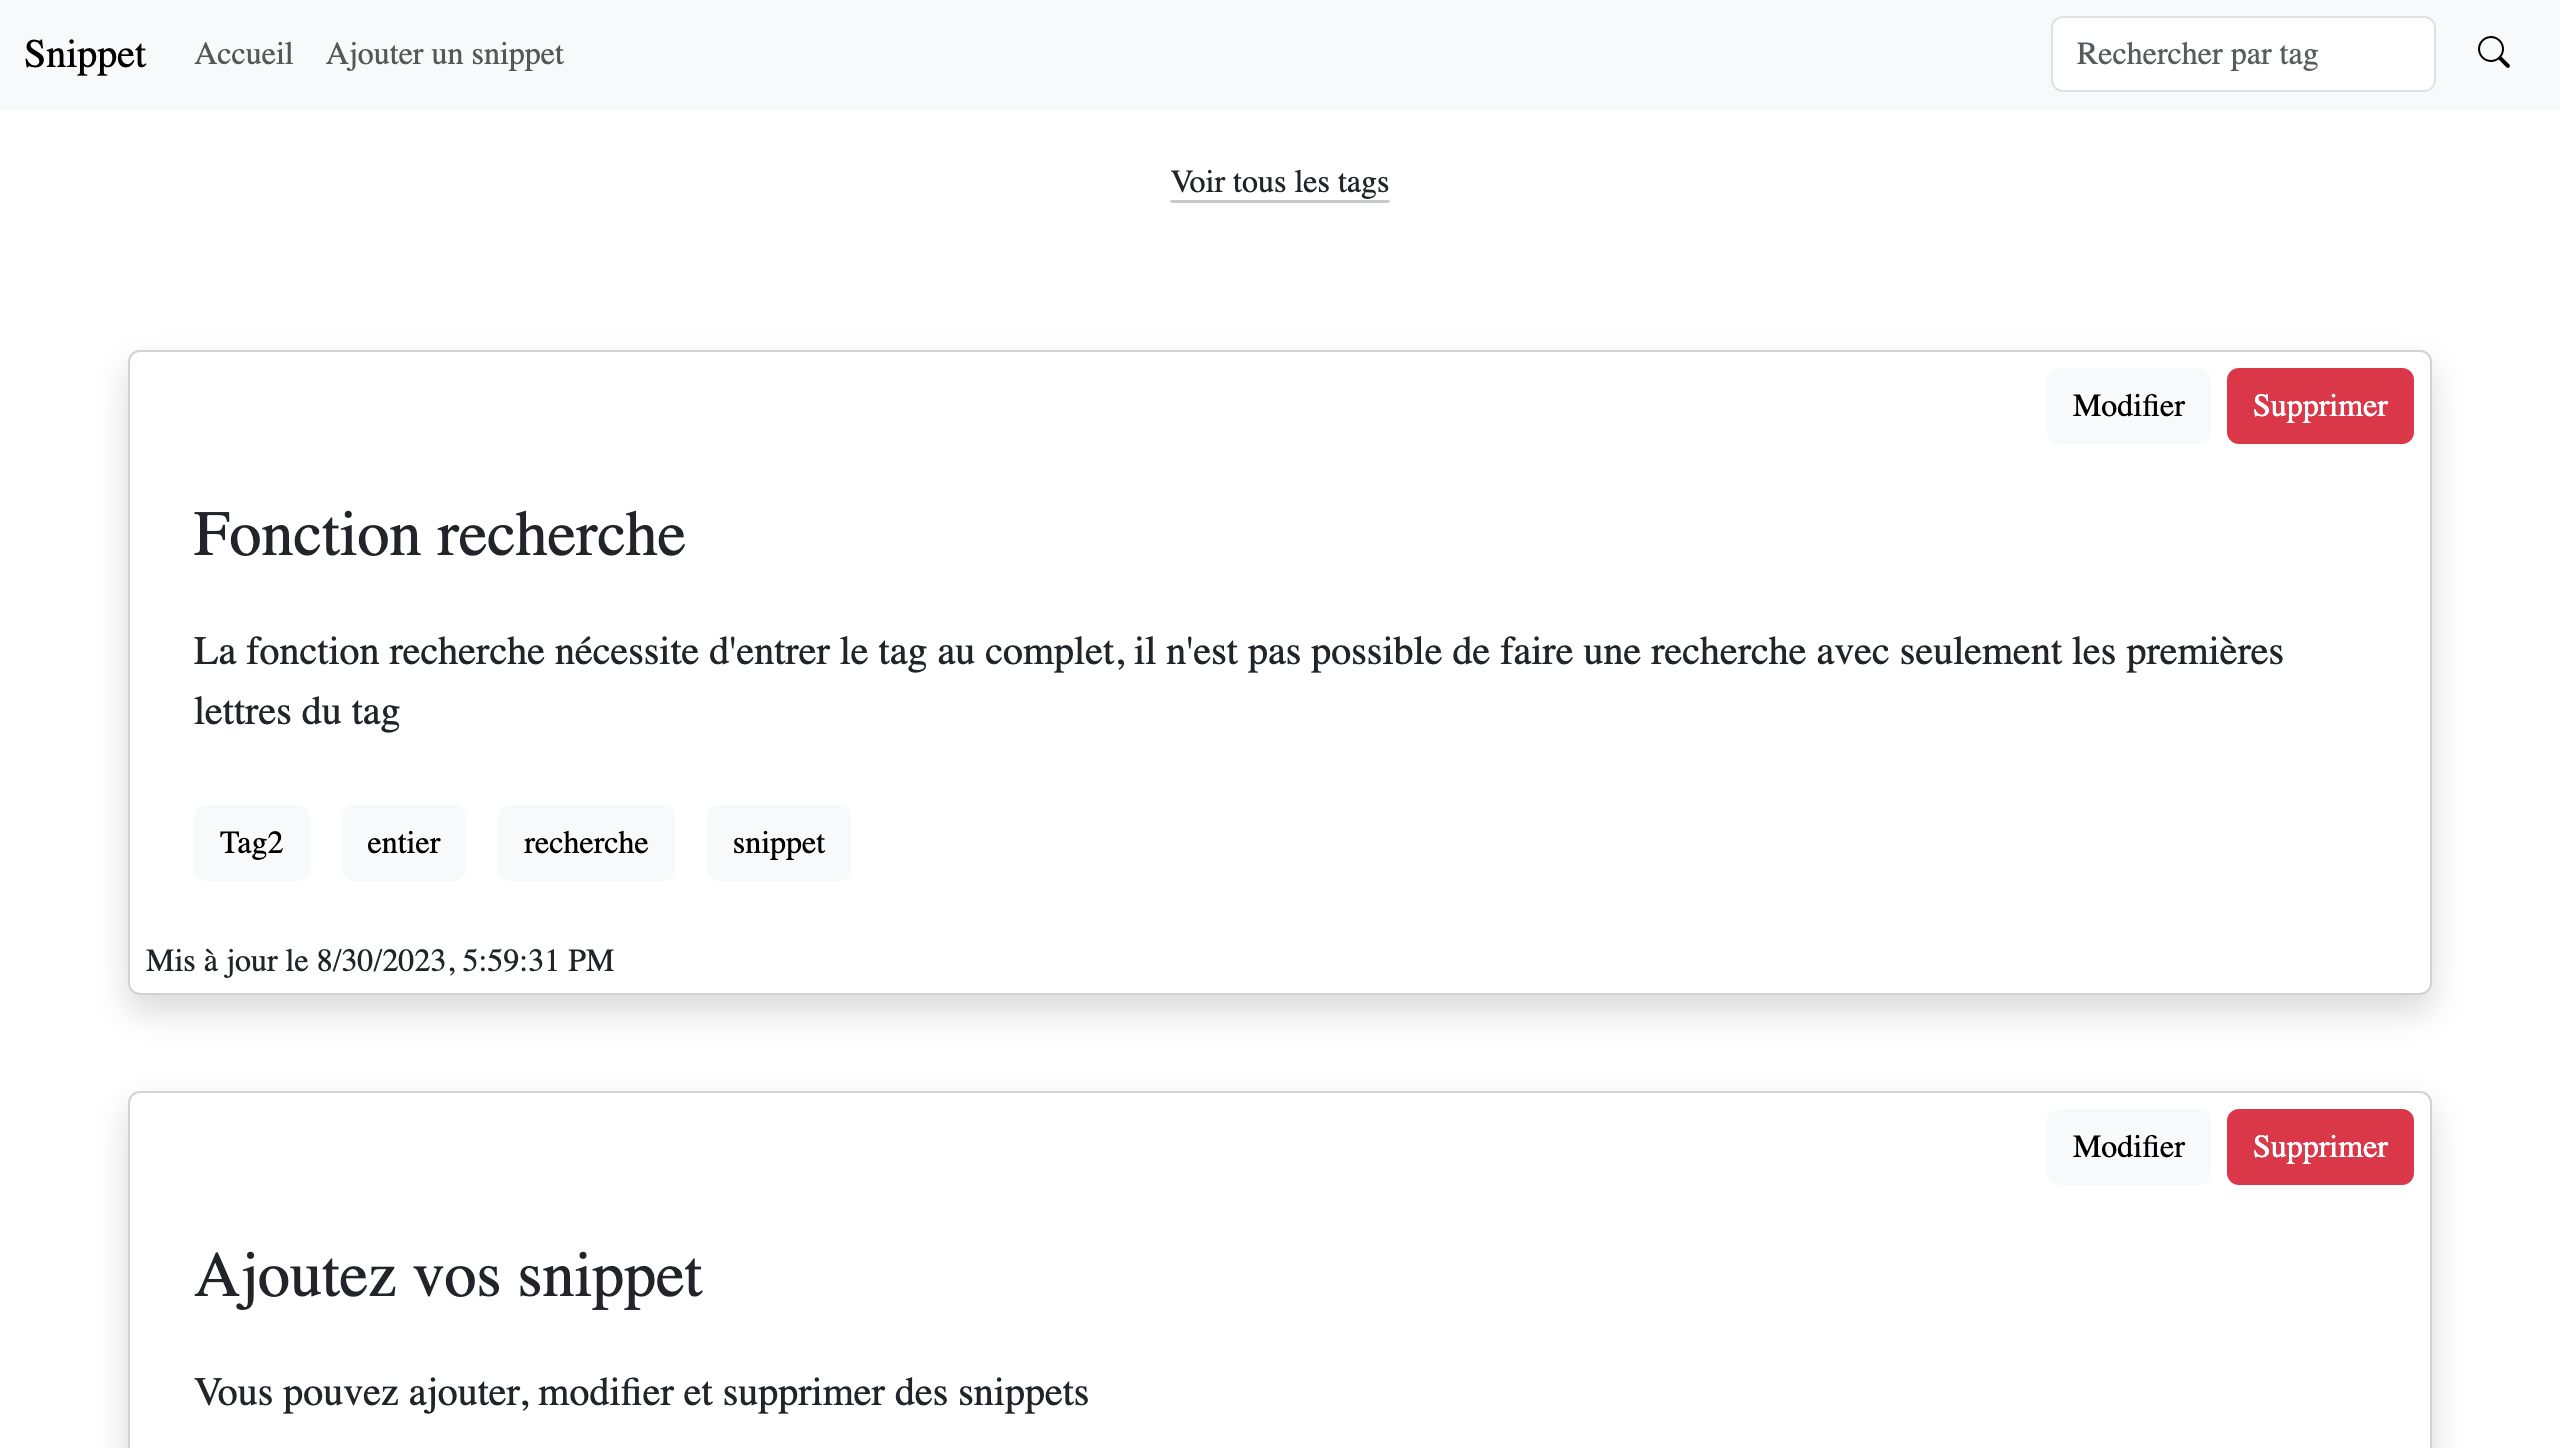 Snippet
Accueil
Ajouter un snippet
Rechercher par tag
Voir tous les tags
Modifier
Supprimer
Fonction recherche
La fonction recherche nécessite d'entrer le tag au complet, il n'est pas possible de faire une recherche avec seulement les premières
lettres du tag
Tag2
entier
recherche
snippet
Mis à jour le 8/30/2023, 5:59:31 PM
Modifier
Supprimer
Ajoutez vos snippet
Vous pouvez ajouter, modifier et supprimer des snippets